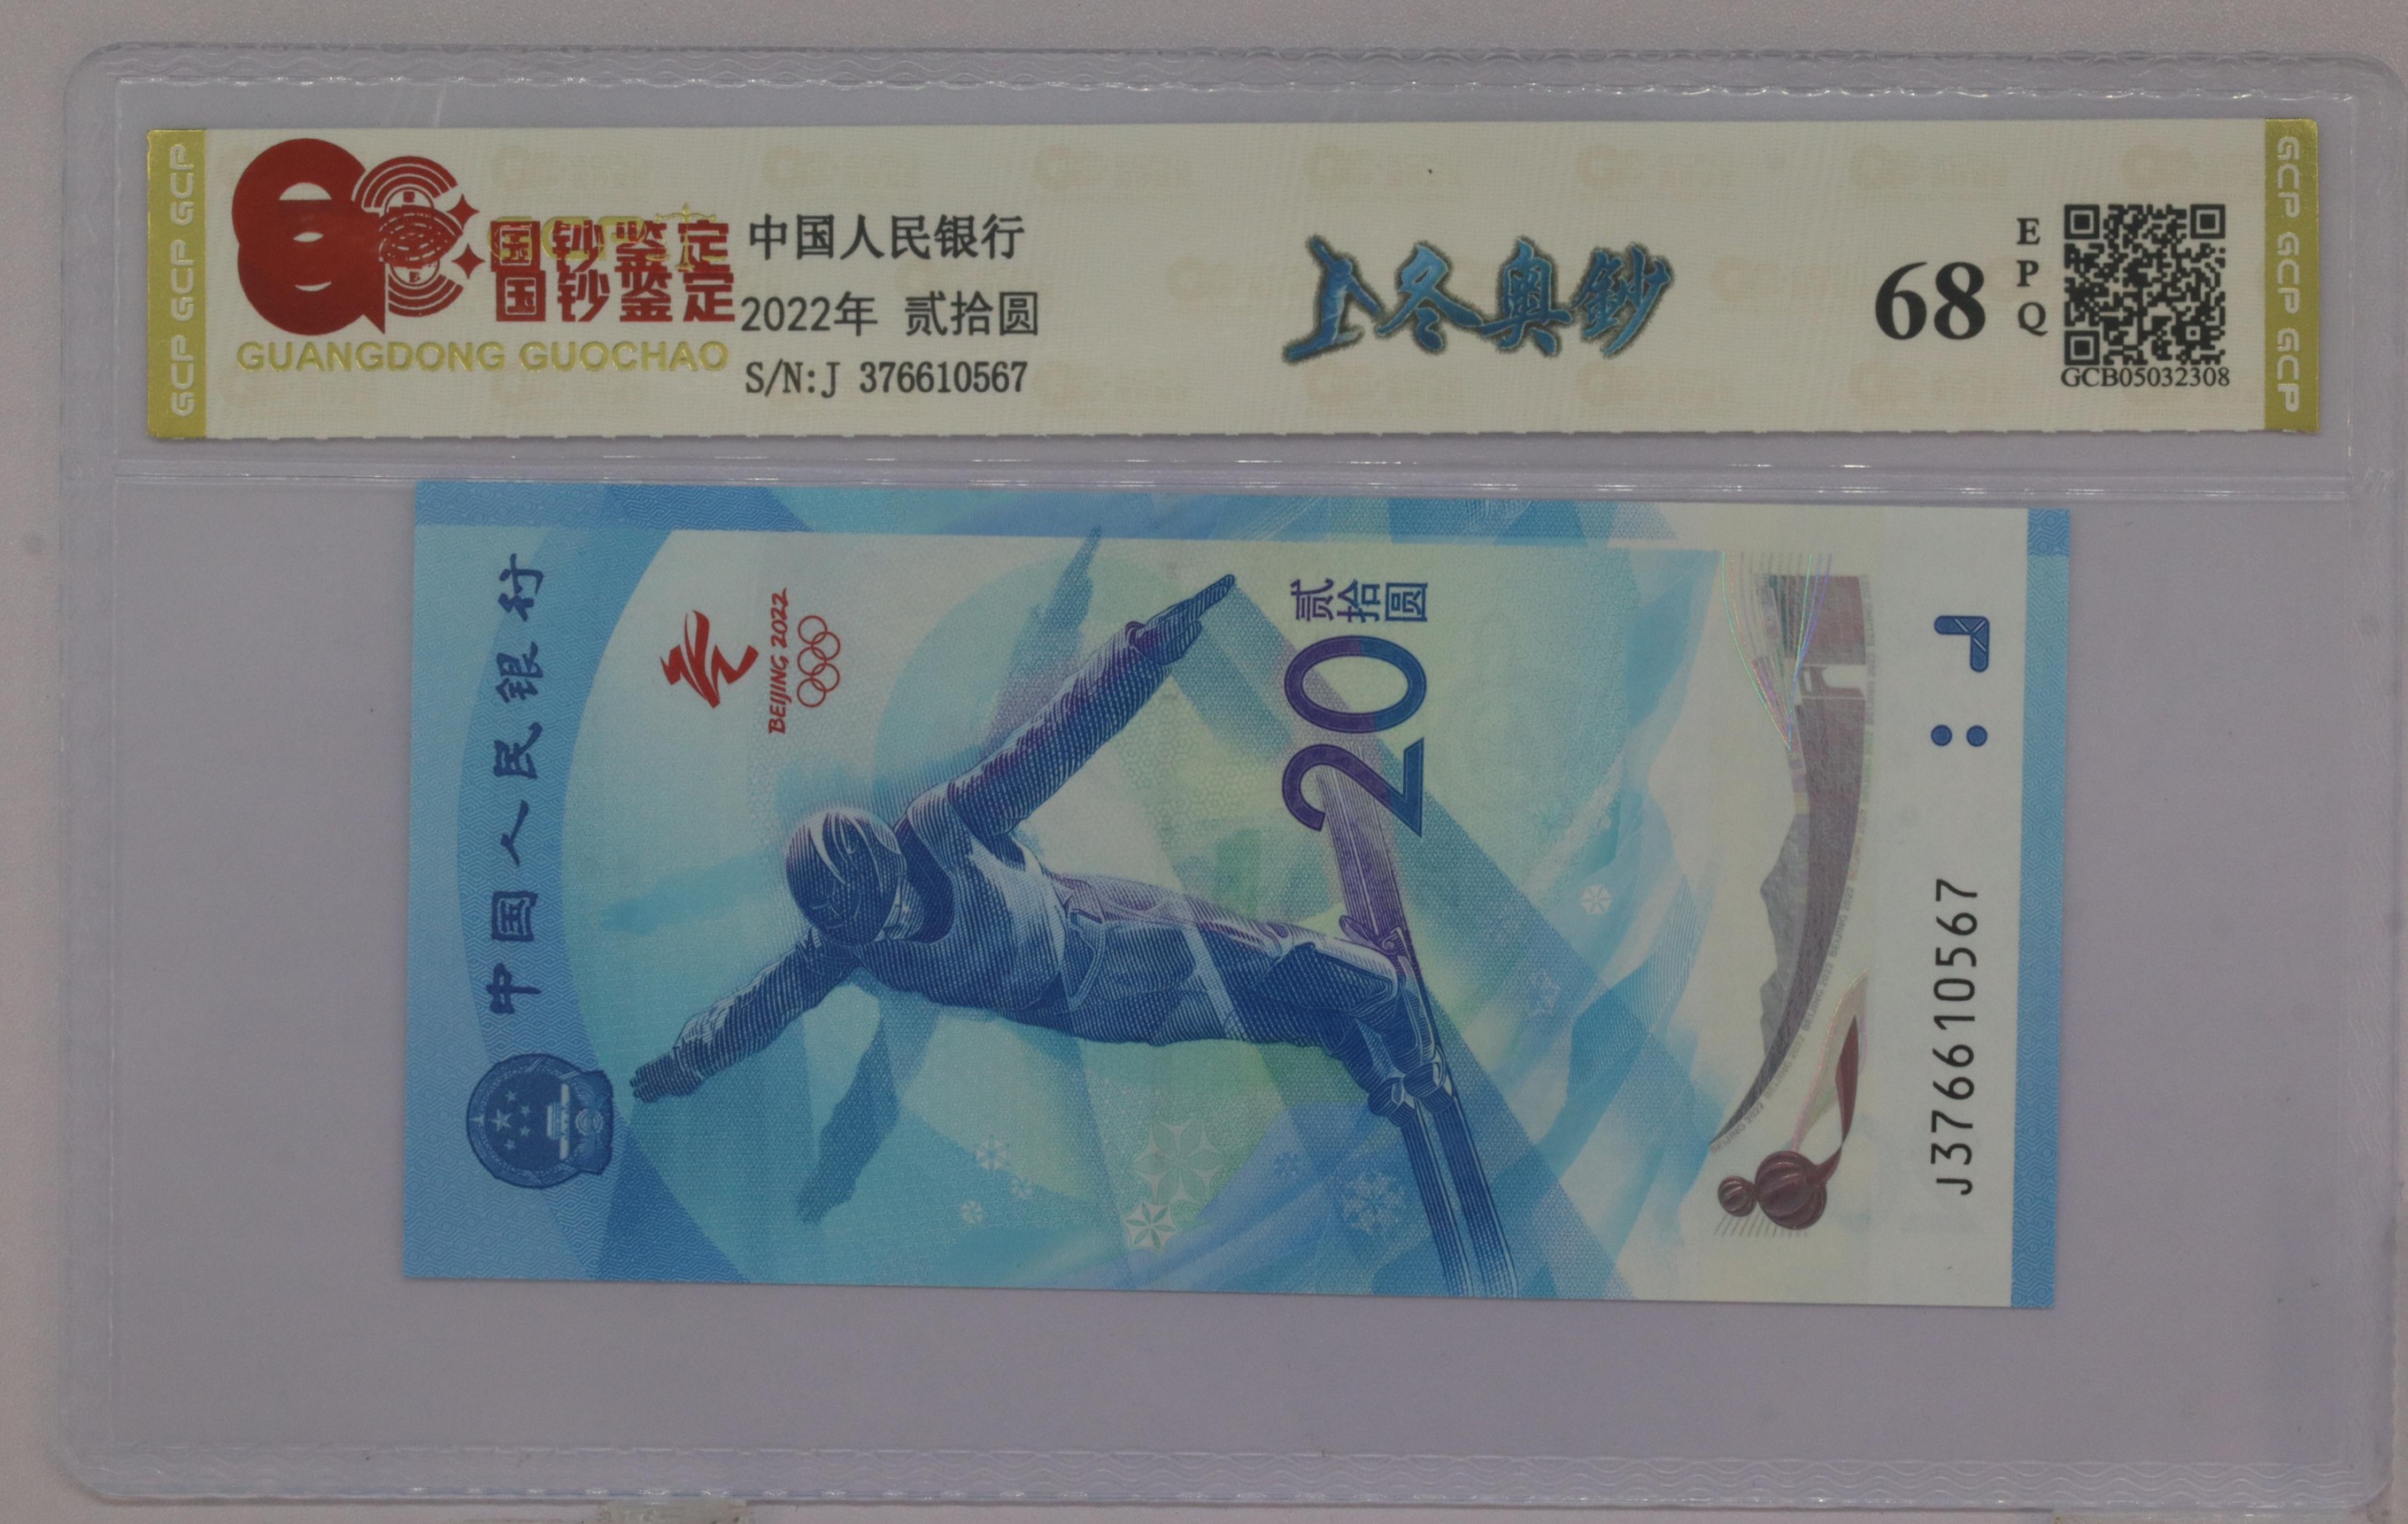 GCP GCP GCP
国钞鉴定
国钞鉴定
GUANGDONG GUOCHAO
中国人民银行
2022年 贰拾圆
S/N:J 376610567
上冬奥鈔
68
EPQ
GCB05032308
GCP GCP GCP
中国人民银行
BEIJING 2022
贰拾圆
20
J376610567